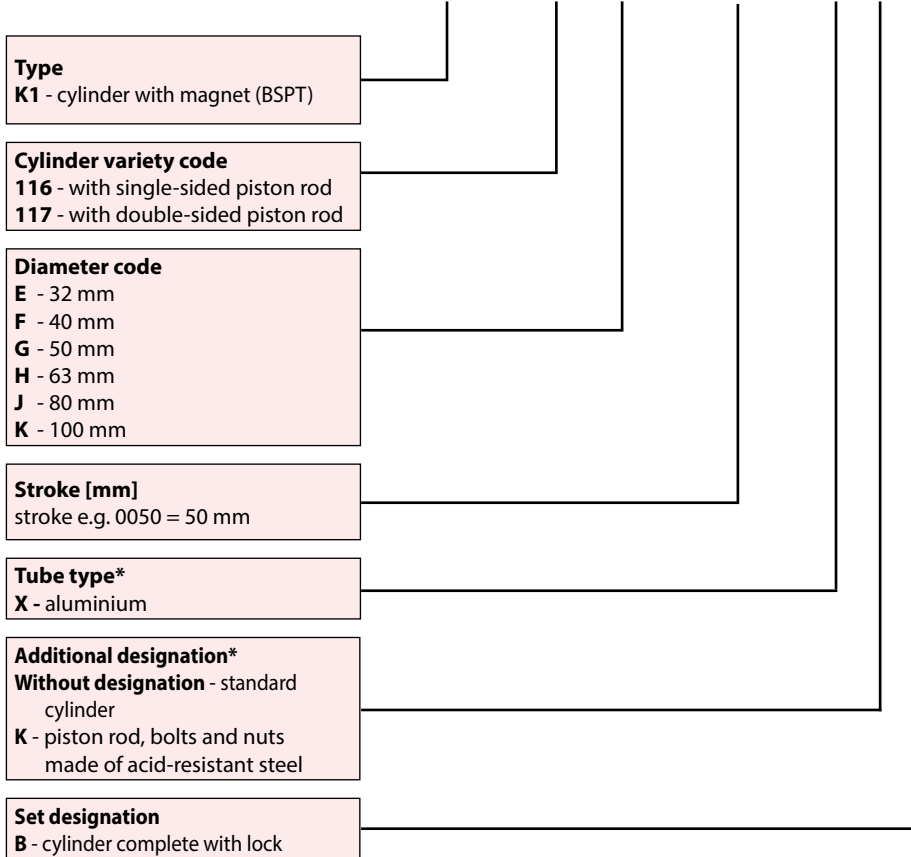 Type
K1 - cylinder with magnet (BSPT)
Cylinder variety code
116 - with single-sided piston rod
117 - with double-sided piston rod
Diameter code
E - 32 mm
F - 40 mm
G - 50 mm
H - 63 mm
J - 80 mm
K - 100 mm
Stroke [mm]
stroke e.g. 0050 = 50 mm
Tube type*
X - aluminium
Additional designation*
Without designation - standard
cylinder
K - piston rod, bolts and nuts
made of acid-resistant steel
Set designation
B - cylinder complete with lock